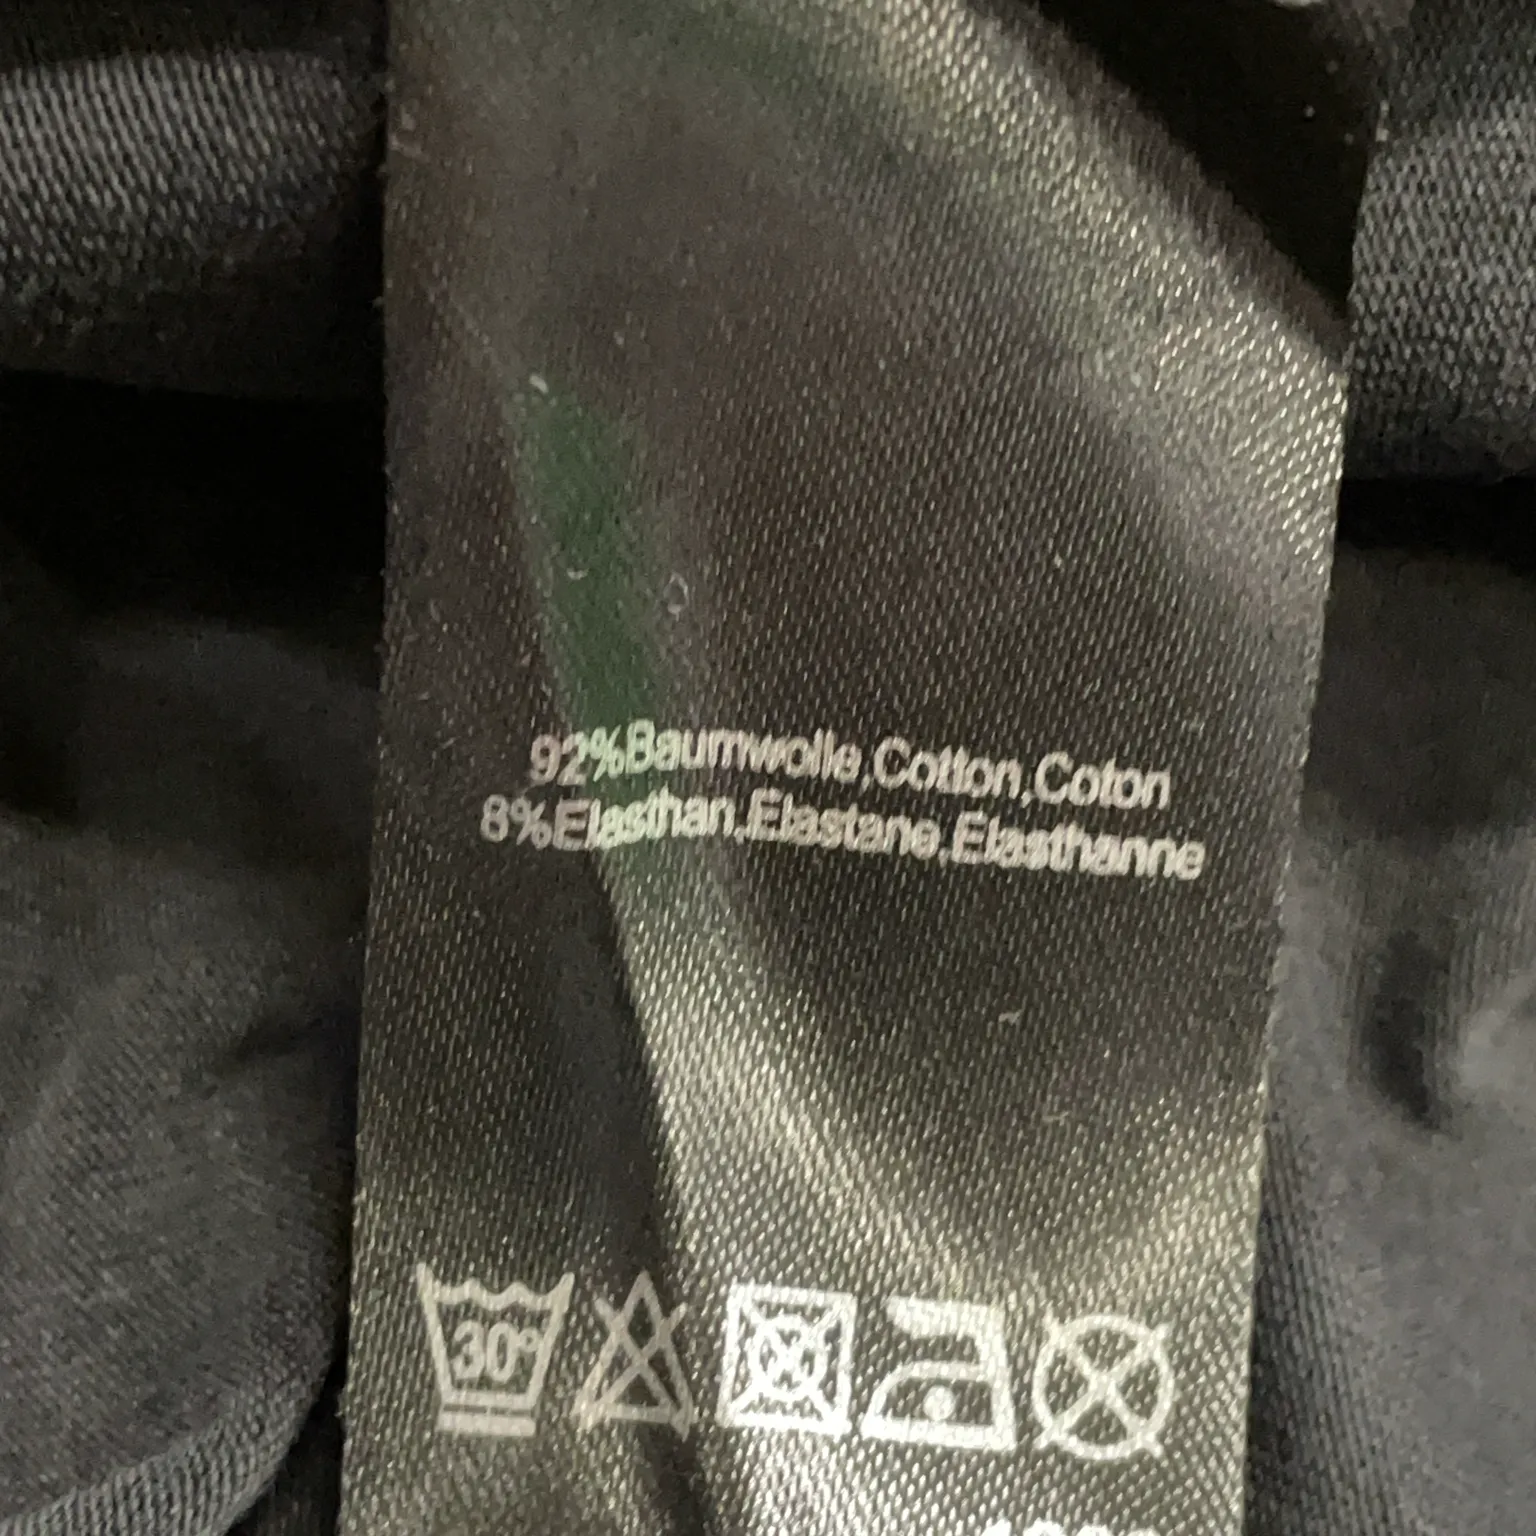 92%Baumwolle,Cotton,Coton
8%Elasthan,Elastane,Elasthanne
30°